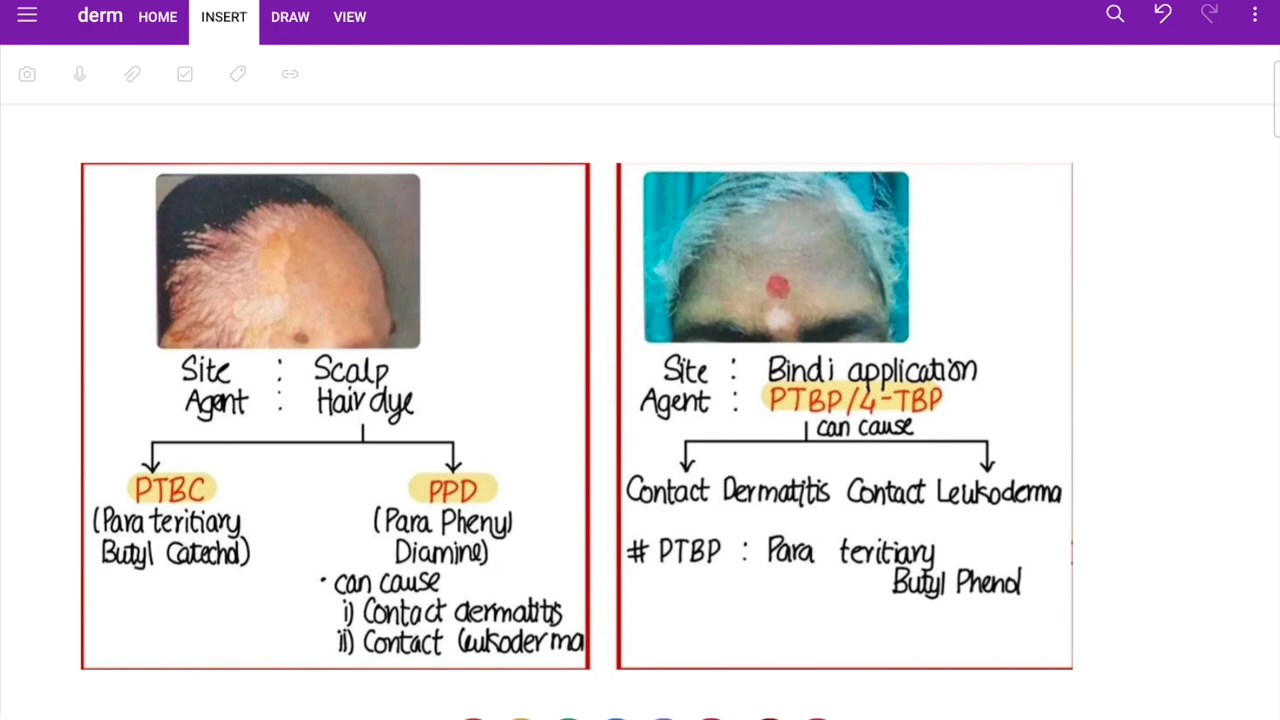 derm HOME INSERT DRAW VIEW
Site : Scalp
Agent : Hair dye
PTBC
(Para teritiary
Butyl Catechol)
PPD
(Para Phenyl
Diamine)
• can cause
i) Contact dermatitis
ii) Contact leukoderma
Site : Bindi application
Agent : PTBP/4-TBP
can cause
Contact Dermatitis Contact Leukoderma
# PTBP : Para teritiary
Butyl Phenol